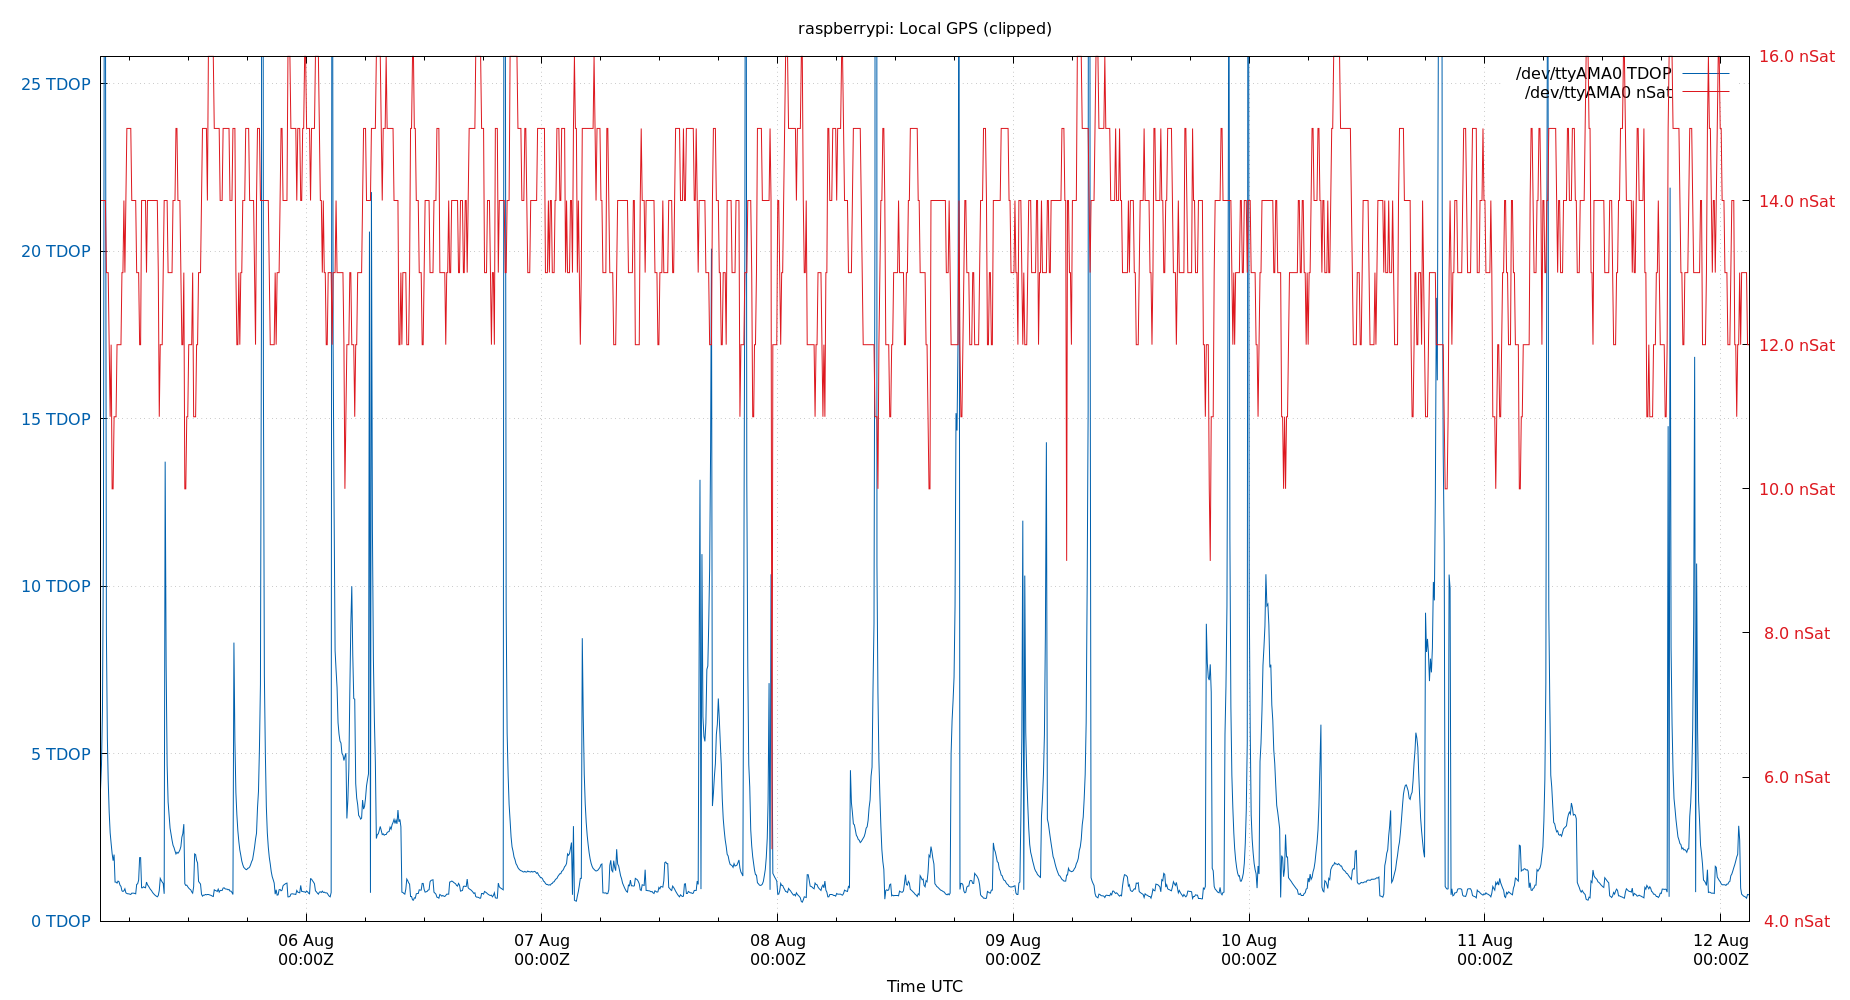 raspberrypi: Local GPS (clipped)
25 TDOP
20 TDOP
15 TDOP
10 TDOP
5 TDOP
0 TDOP
16.0 nSat
14.0 nSat
12.0 nSat
10.0 nSat
8.0 nSat
6.0 nSat
4.0 nSat
/dev/ttyAMA0 TDOP
/dev/ttyAMA0 nSat
06 Aug
00:00Z
07 Aug
00:00Z
08 Aug
00:00Z
09 Aug
00:00Z
10 Aug
00:00Z
11 Aug
00:00Z
12 Aug
00:00Z
Time UTC